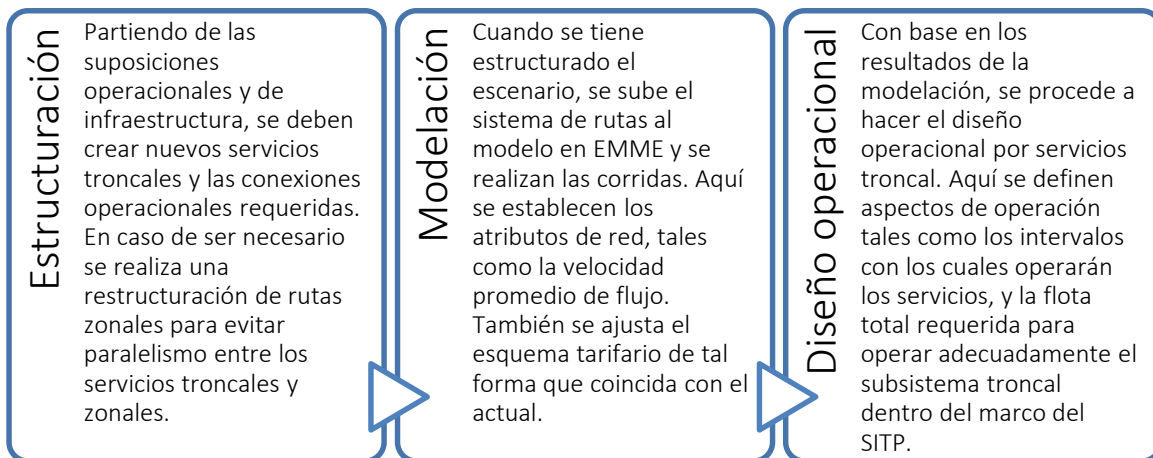 Estructuración
Partiendo de las
suposiciones
operacionales y de
infraestructura, se deben
crear nuevos servicios
troncales y las conexiones
operacionales requeridas.
En caso de ser necesario
se realiza una
restructuración de rutas
zonales para evitar
paralelismo entre los
servicios troncales y
zonales.
Modelación
Cuando se tiene
estructurado el
escenario, se sube el
sistema de rutas al
modelo en EMME y se
realizan las corridas. Aquí
se establecen los
atributos de red, tales
como la velocidad
promedio de flujo.
También se ajusta el
esquema tarifario de tal
forma que coincida con el
actual.
Diseño operacional
Con base en los
resultados de la
modelación, se procede a
hacer el diseño
operacional por servicios
troncal. Aquí se definen
aspectos de operación
tales como los intervalos
con los cuales operarán
los servicios, y la flota
total requerida para
operar adecuadamente el
subsistema troncal
dentro del marco del
SITP.